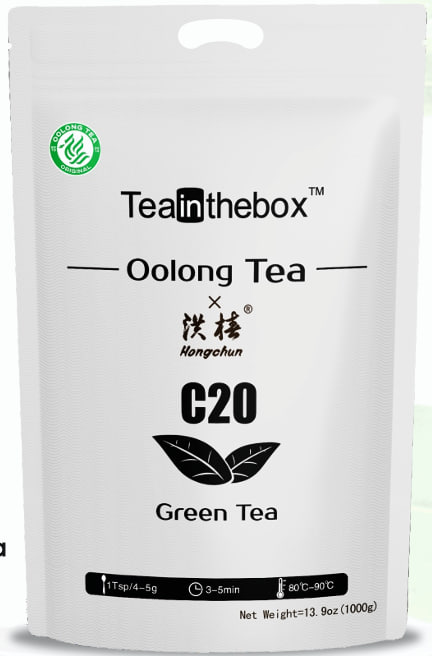 OOLONG TEA
ORIGINAL
Teainthebox™
Oolong Tea
×
洪椿®
Hongchun
C20
Green Tea
1Tsp/4-5g
3-5min
80℃-90℃
Net Weight=13.9oz(1000g)
a